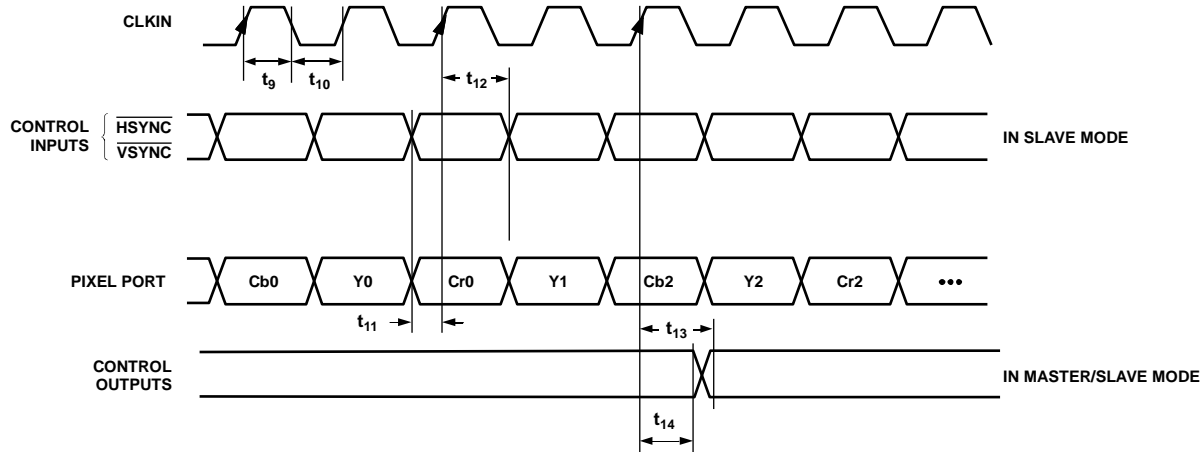 CLKIN
t9 t10 t12
CONTROL INPUTS { HSYNC VSYNC IN SLAVE MODE
PIXEL PORT Cb0 Y0 Cr0 Y1 Cb2 Y2 Cr2 •••
t11 t13
CONTROL OUTPUTS IN MASTER/SLAVE MODE
t14